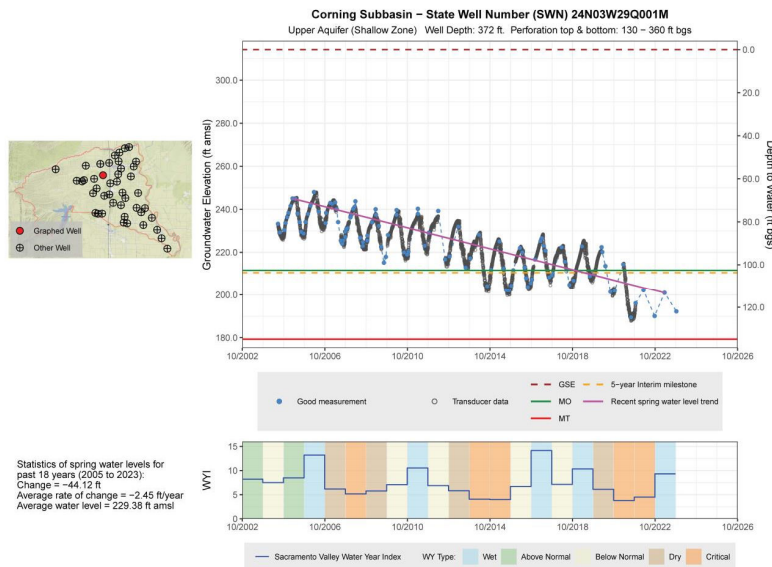 Corning Subbasin − State Well Number (SWN) 24N03W29Q001M
Upper Aquifer (Shallow Zone)   Well Depth: 372 ft.   Perforation top & bottom: 130 − 360 ft bgs
Graphed Well
Other Well
Groundwater Elevation (ft amsl)
300.0
280.0
260.0
240.0
220.0
200.0
180.0
0.0
20.0
40.0
60.0
80.0
100.0
120.0
Depth to Water (ft bgs)
10/2002 10/2006 10/2010 10/2014 10/2018 10/2022 10/2026
Good measurement
Transducer data
GSE
MO
MT
5−year Interim milestone
Recent spring water level trend
Statistics of spring water levels for
past 18 years (2005 to 2023):
Change = −44.12 ft
Average rate of change = −2.45 ft/year
Average water level = 229.38 ft amsl
WYI
15
10
5
0
10/2002 10/2006 10/2010 10/2014 10/2018 10/2022 10/2026
Sacramento Valley Water Year Index   WY Type:   Wet   Above Normal   Below Normal   Dry   Critical